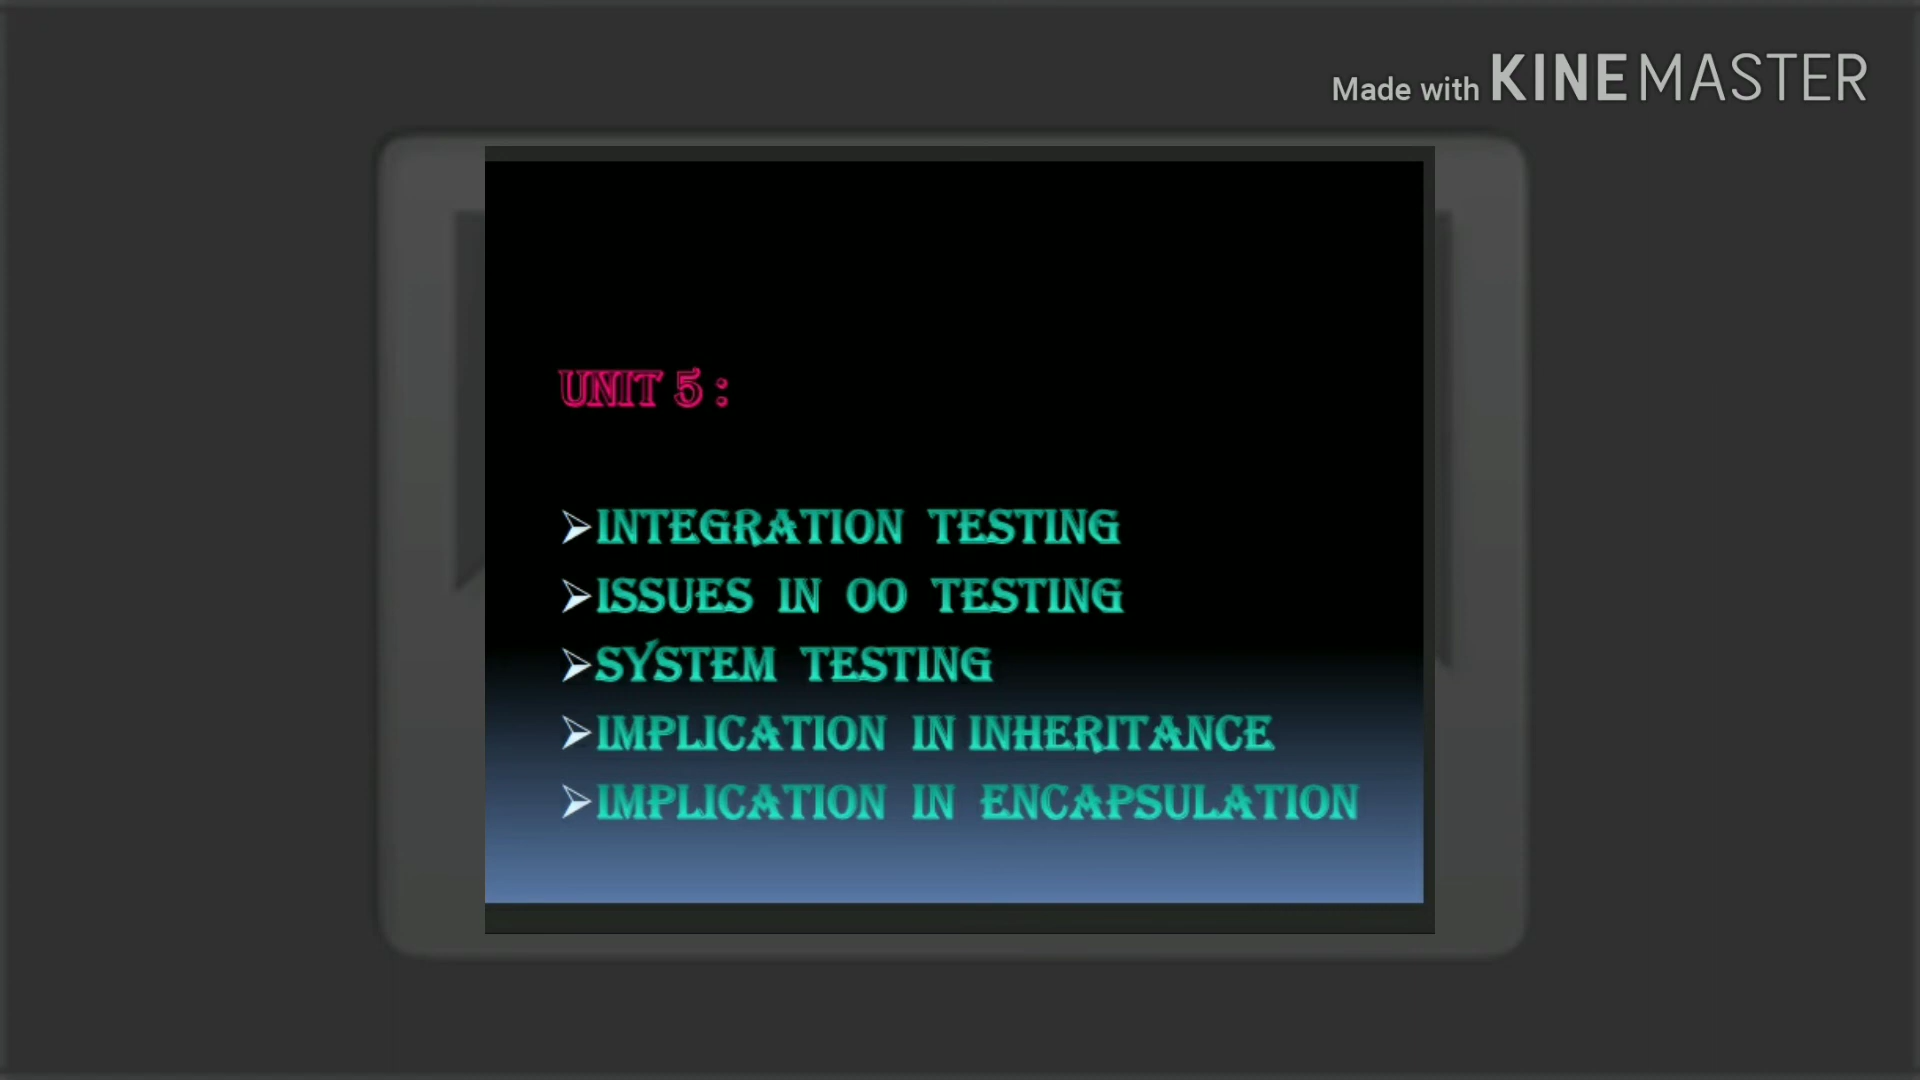 Made with KINEMASTER
UNIT 5 :
INTEGRATION TESTING
ISSUES IN OO TESTING
SYSTEM TESTING
IMPLICATION IN INHERITANCE
IMPLICATION IN ENCAPSULATION